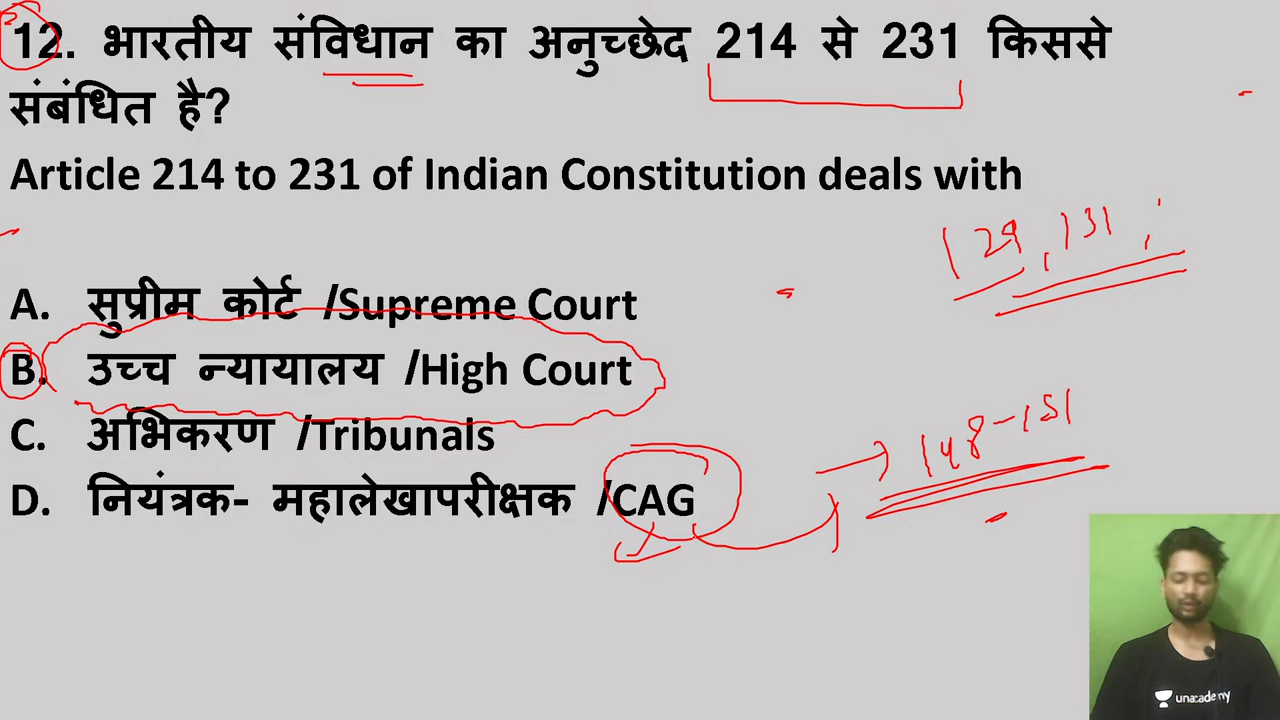 12. भारतीय संविधान का अनुच्छेद 214 से 231 किससे
संबंधित है?
Article 214 to 231 of Indian Constitution deals with
129, 131,
A. सुप्रीम कोर्ट /Supreme Court
B. उच्च न्यायालय /High Court
C. अभिकरण /Tribunals
148-151
D. नियंत्रक- महालेखापरीक्षक /CAG
unacademy